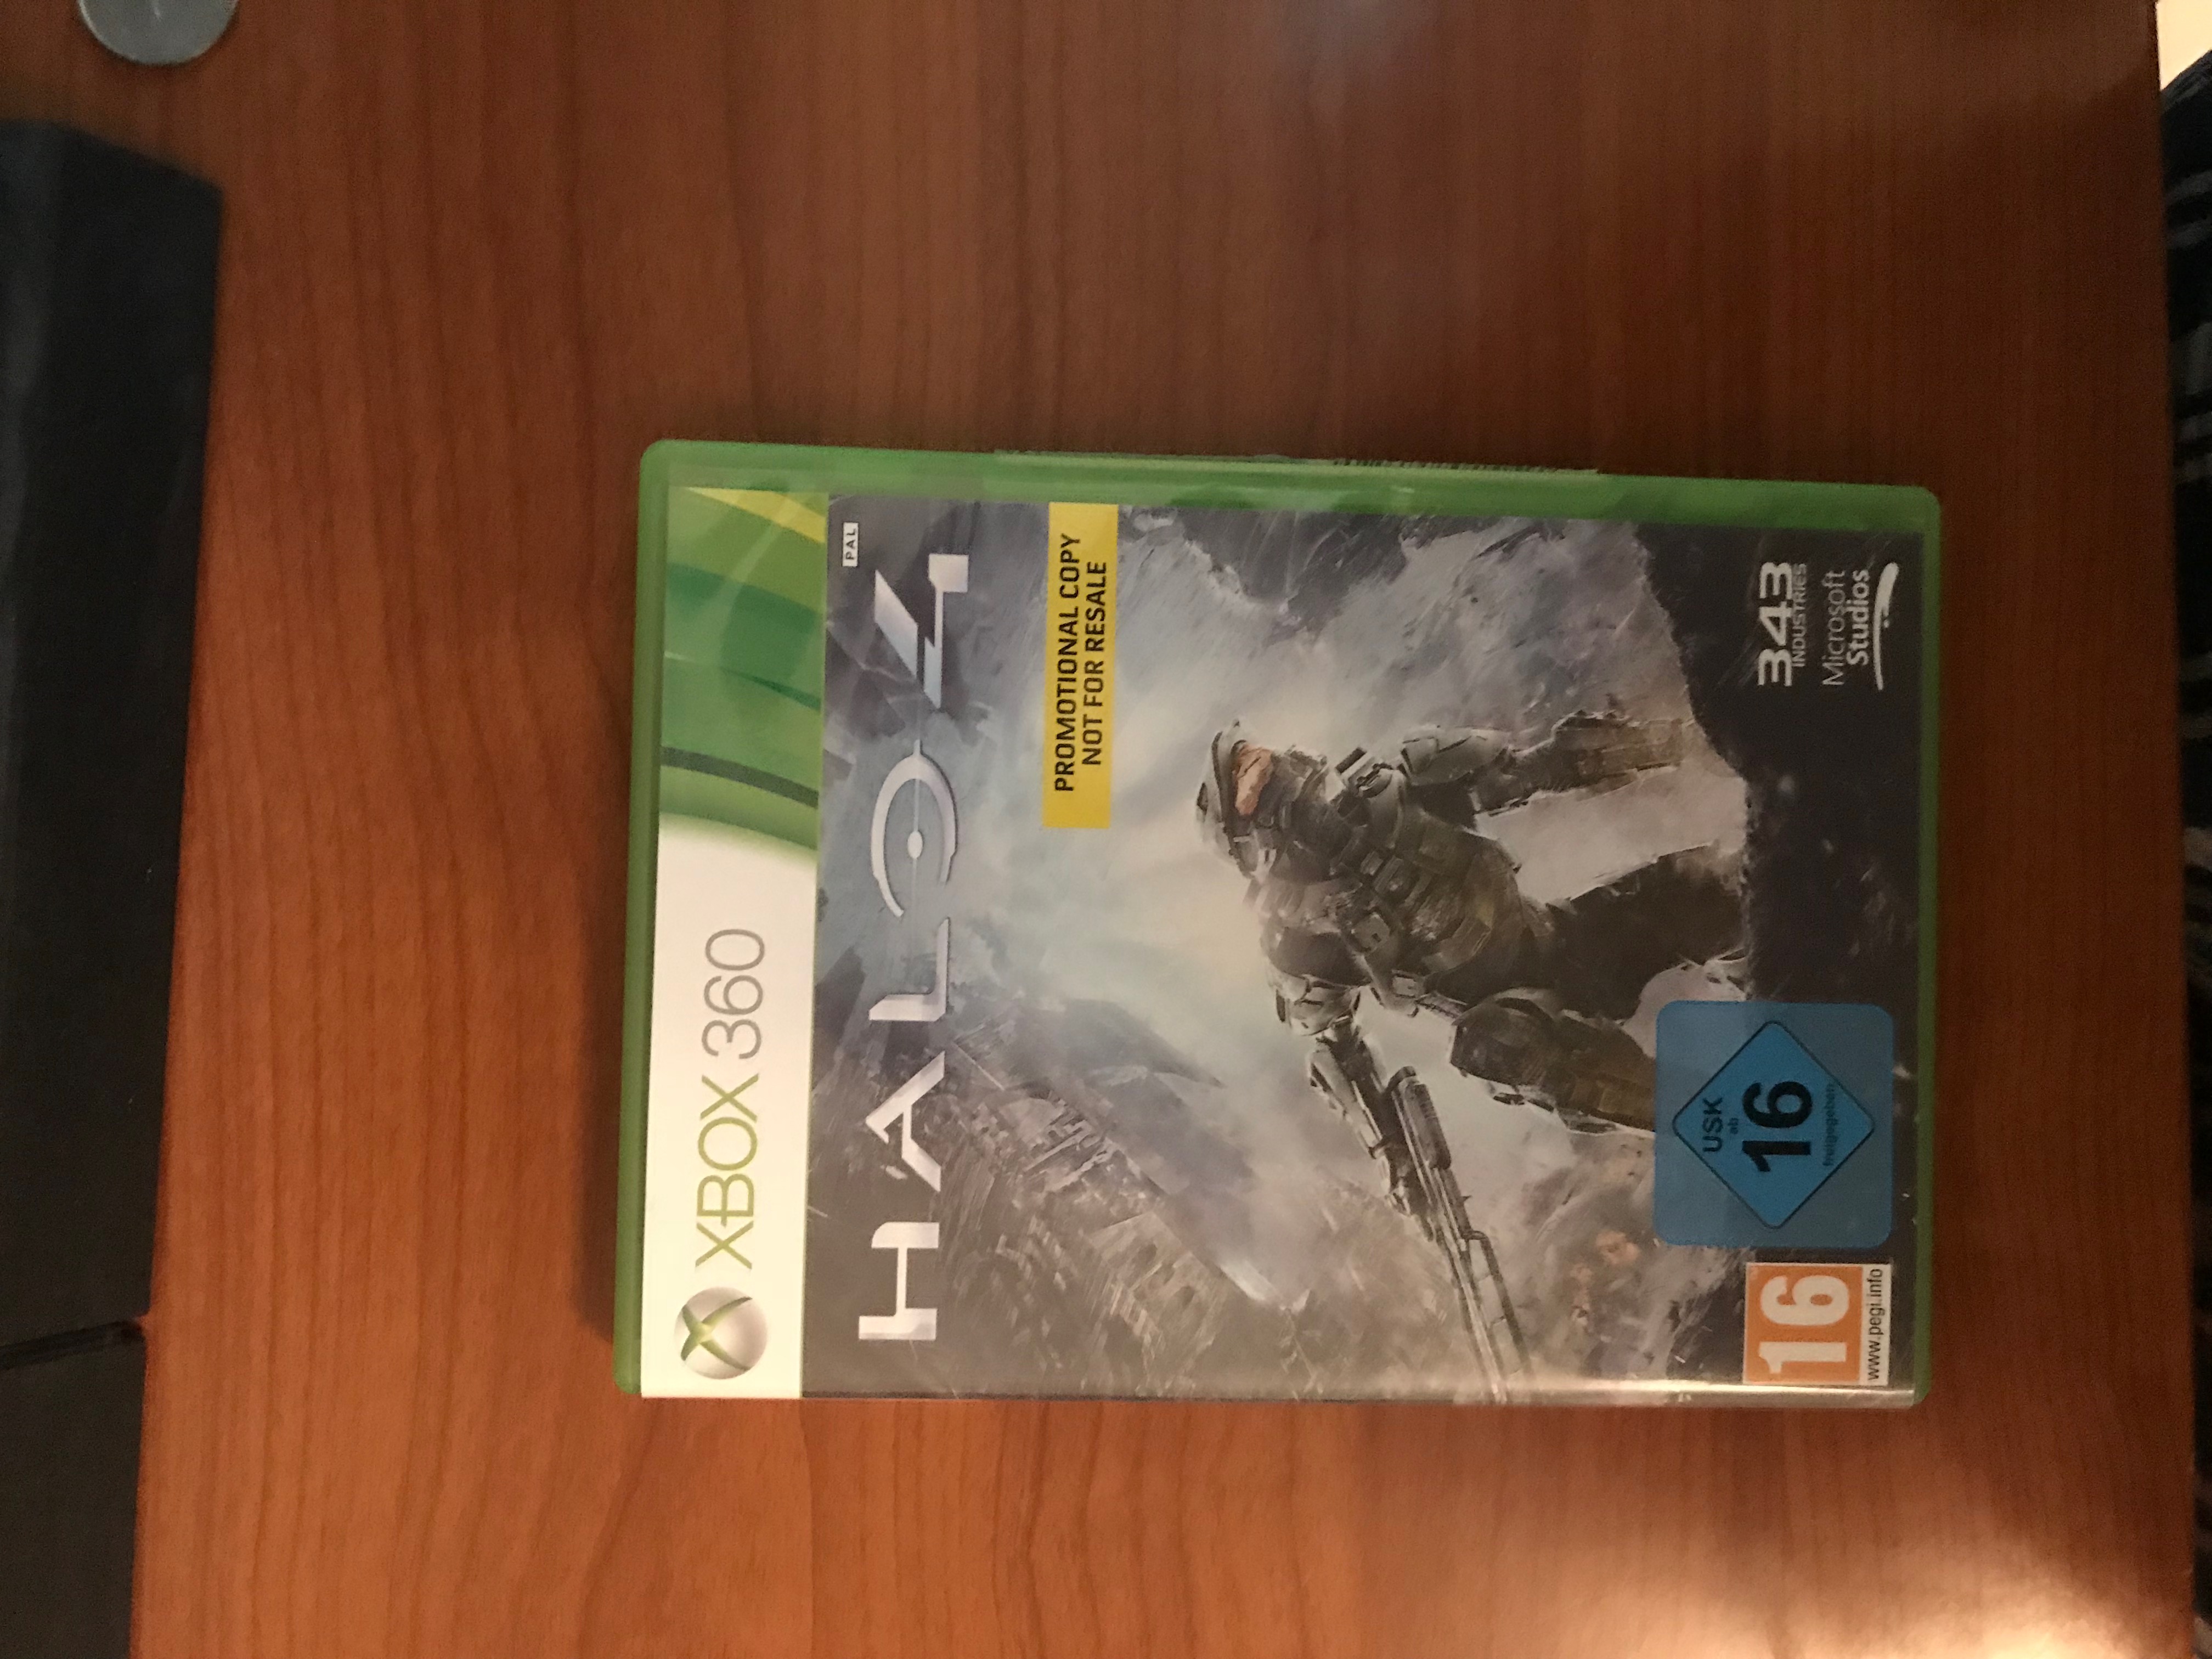 XBOX 360
PAL
HALO 4
PROMOTIONAL COPY
NOT FOR RESALE
USK
ab
16
freigegeben
16
www.pegi.info
343
INDUSTRIES
Microsoft
Studios